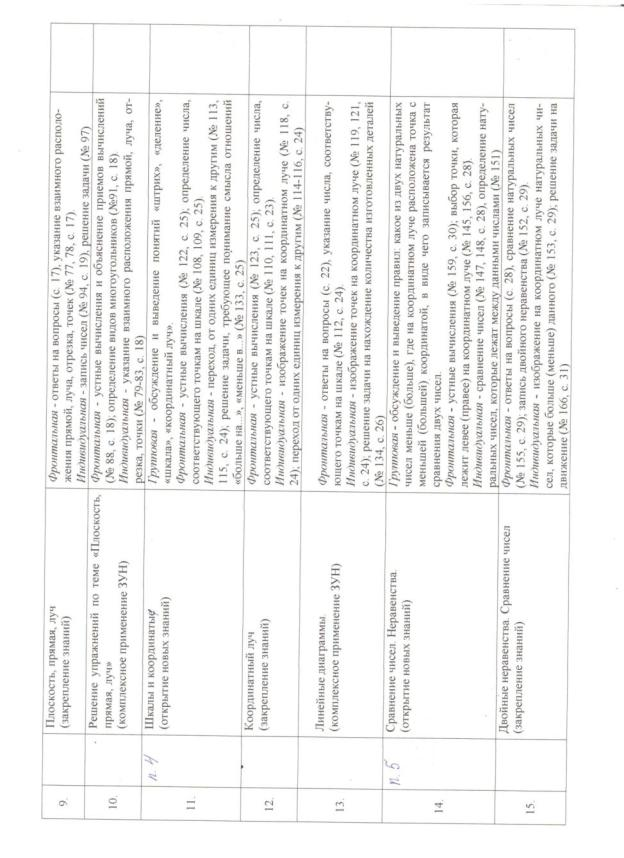 9.
Плоскость, прямая, луч
(закрепление знаний)
Фронтальная - ответы на вопросы (с. 17), указание взаимного располо-
жения прямой, луча, отрезка, точек (№ 77, 78, с. 17).
Индивидуальная - запись чисел (№ 94, с. 19), решение задачи (№ 97)
10.
Решение упражнений по теме «Плоскость,
прямая, луч»
(комплексное применение ЗУН)
Фронтальная - устные вычисления и объяснение приемов вычислений
(№ 88, с. 18), определение видов многоугольников (№91, с. 18).
Индивидуальная - указание взаимного расположения прямой, луча, от-
резка, точки (№ 79-83, с. 18)
11.
п. 4
Шкалы и координаты
(открытие новых знаний)
Групповая - обсуждение и выведение понятий «штрих», «деление»,
«шкала», «координатный луч».
Фронтальная - устные вычисления (№ 122, с. 25), определение числа,
соответствующего точкам на шкале (№ 108, 109, с. 25).
Индивидуальная - переход, от одних единиц измерения к другим (№ 113,
115, с. 24); решение задачи, требующее понимание смысла отношений
«больше на...», «меньше в...» (№ 133, с. 25)
12.
Координатный луч
(закрепление знаний)
Фронтальная - устные вычисления (№ 123, с. 25), определение числа,
соответствующего точкам на шкале (№ 110, 111, с. 23).
Индивидуальная - изображение точек на координатном луче (№ 118, с.
24); переход от одних единиц измерения к другим (№ 114-116, с. 24)
13.
Линейные диаграммы
(комплексное применение ЗУН)
Фронтальная - ответы на вопросы (с. 22), указание числа, соответству-
ющего точкам на шкале (№ 112, с. 24).
Индивидуальная - изображение точек на координатном луче (№ 119, 121,
с. 24); решение задачи на нахождение количества изготовленных деталей
(№ 134, с. 26)
14.
п. 5
Сравнение чисел. Неравенства.
(открытие новых знаний)
Групповая - обсуждение и выведение правил: какое из двух натуральных
чисел меньше (больше), где на координатном луче расположена точка с
меньшей (большей) координатой, в виде чего записывается результат
сравнения двух чисел.
Фронтальная - устные вычисления (№ 159, с. 30); выбор точки, которая
лежит левее (правее) на координатном луче (№ 145, 156, с. 28).
Индивидуальная - сравнение чисел (№ 147, 148, с. 28), определение нату-
ральных чисел, которые лежат между данными числами (№ 151)
15.
Двойные неравенства. Сравнение чисел
(закрепление знаний)
Фронтальная - ответы на вопросы (с. 28), сравнение натуральных чисел
(№ 155, с. 29); запись двойного неравенства (№ 152, с. 29).
Индивидуальная - изображение на координатном луче натуральных чи-
сел, которые больше (меньше) данного (№ 153, с. 29); решение задачи на
движение (№ 166, с. 31)